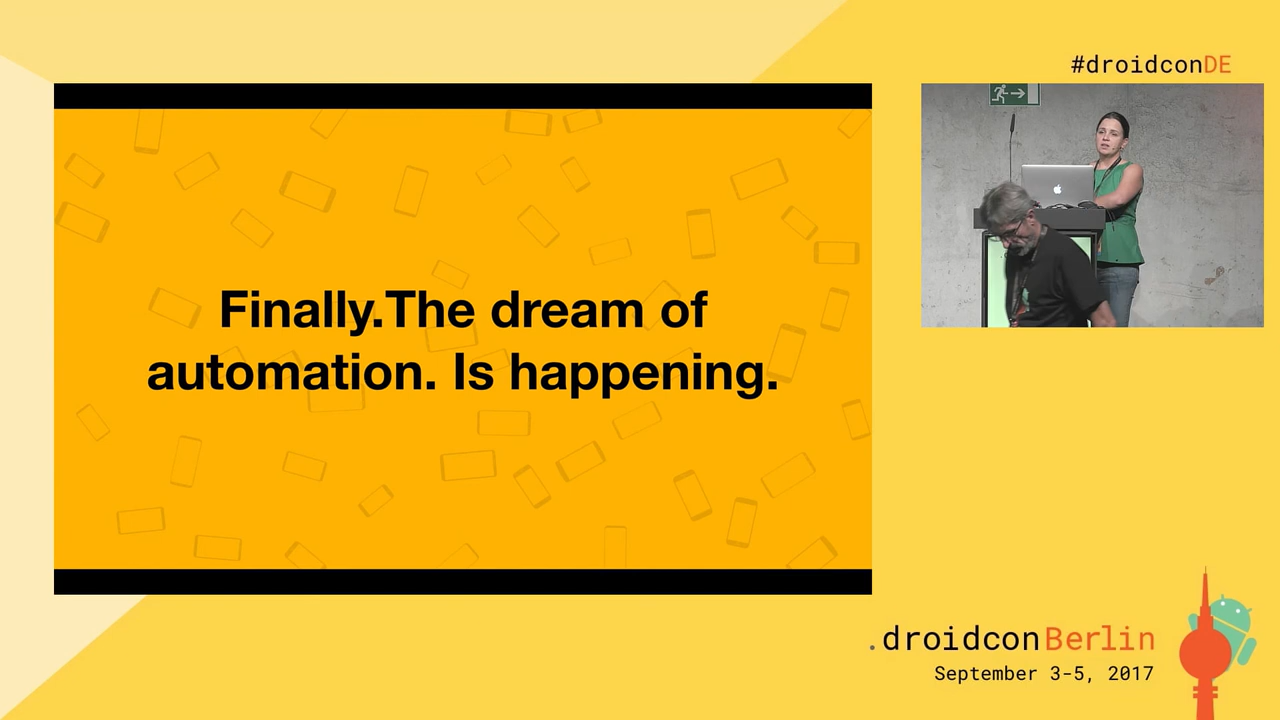 #droidconDE
Finally.The dream of
automation. Is happening.
.droidconBerlin
September 3-5, 2017